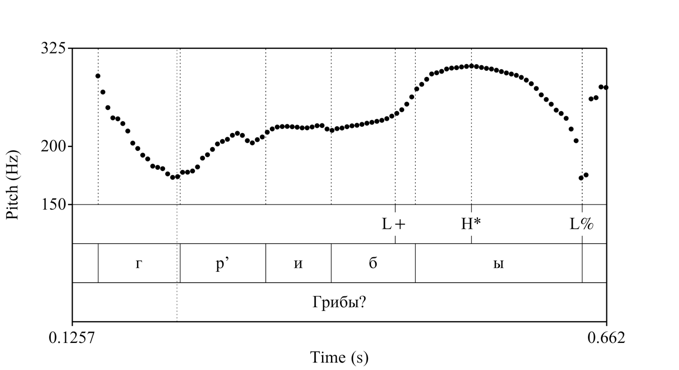 325
200
150
Pitch (Hz)
L + H* L%
г р’ и б ы
Грибы?
0.1257 0.662
Time (s)